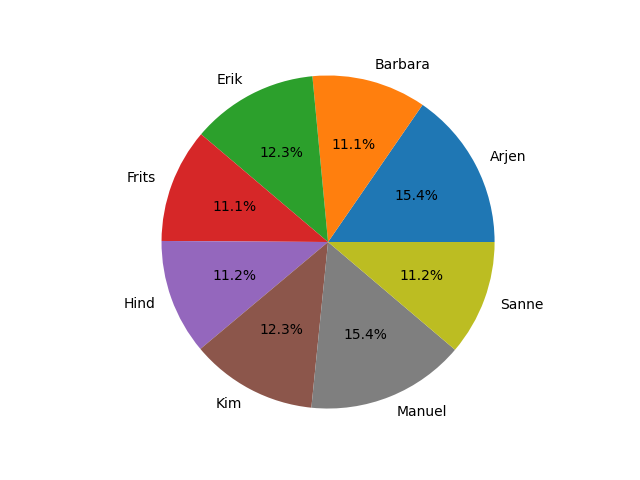 Barbara
Erik
Arjen
11.1%
12.3%
Frits
15.4%
11.1%
Hind
11.2%
11.2%
Sanne
12.3%
15.4%
Kim
Manuel